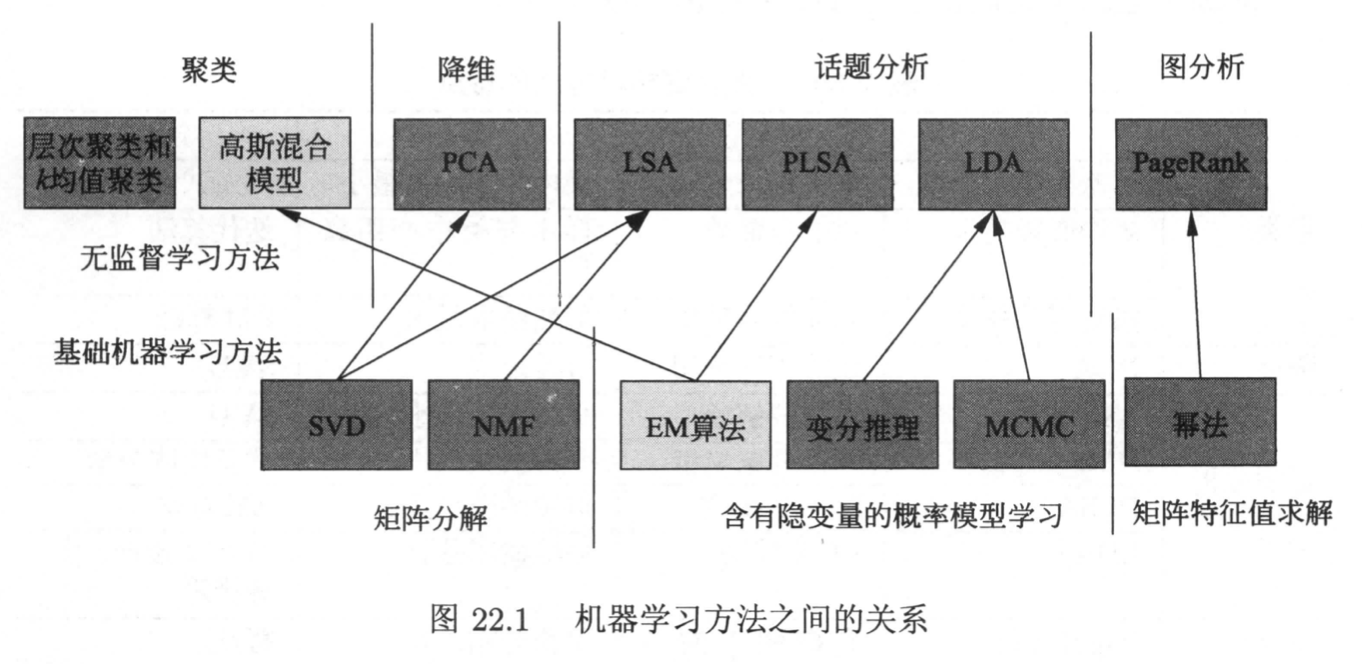 聚类
降维
话题分析
图分析
层次聚类和
k均值聚类
高斯混合
模型
PCA
LSA
PLSA
LDA
PageRank
无监督学习方法
基础机器学习方法
SVD
NMF
EM算法
变分推理
MCMC
幂法
矩阵分解
含有隐变量的概率模型学习
矩阵特征值求解
图 22.1 机器学习方法之间的关系